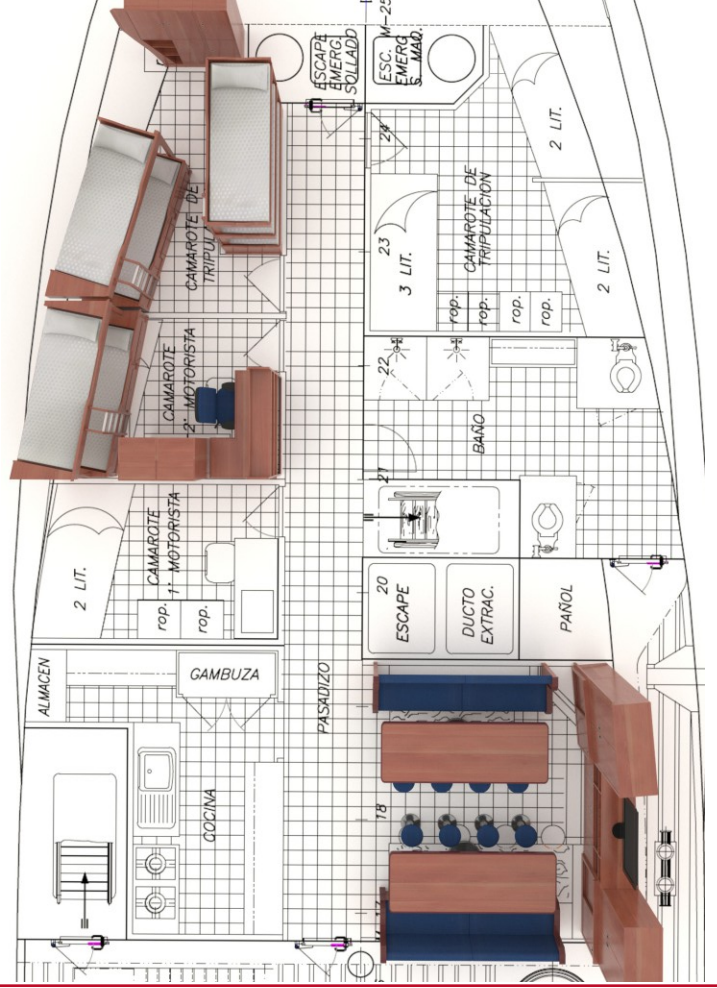 ESCAPE
EMERG.
SOLLADO
ESC.
EMERG
S. MAQ.
M-25
24
2 LIT.
CAMAROTE DE
TRIPULACION
CAMAROTE DE
TRIPU
23
3 LIT.
2 LIT.
rop.
rop.
rop.
rop.
CAMAROTE
2° MOTORISTA
22
BAÑO
21
CAMAROTE
1° MOTORISTA
2 LIT.
rop.
rop.
20
ESCAPE
DUCTO
EXTRAC.
PAÑOL
ALMACEN
GAMBUZA
PASADIZO
COCINA
18